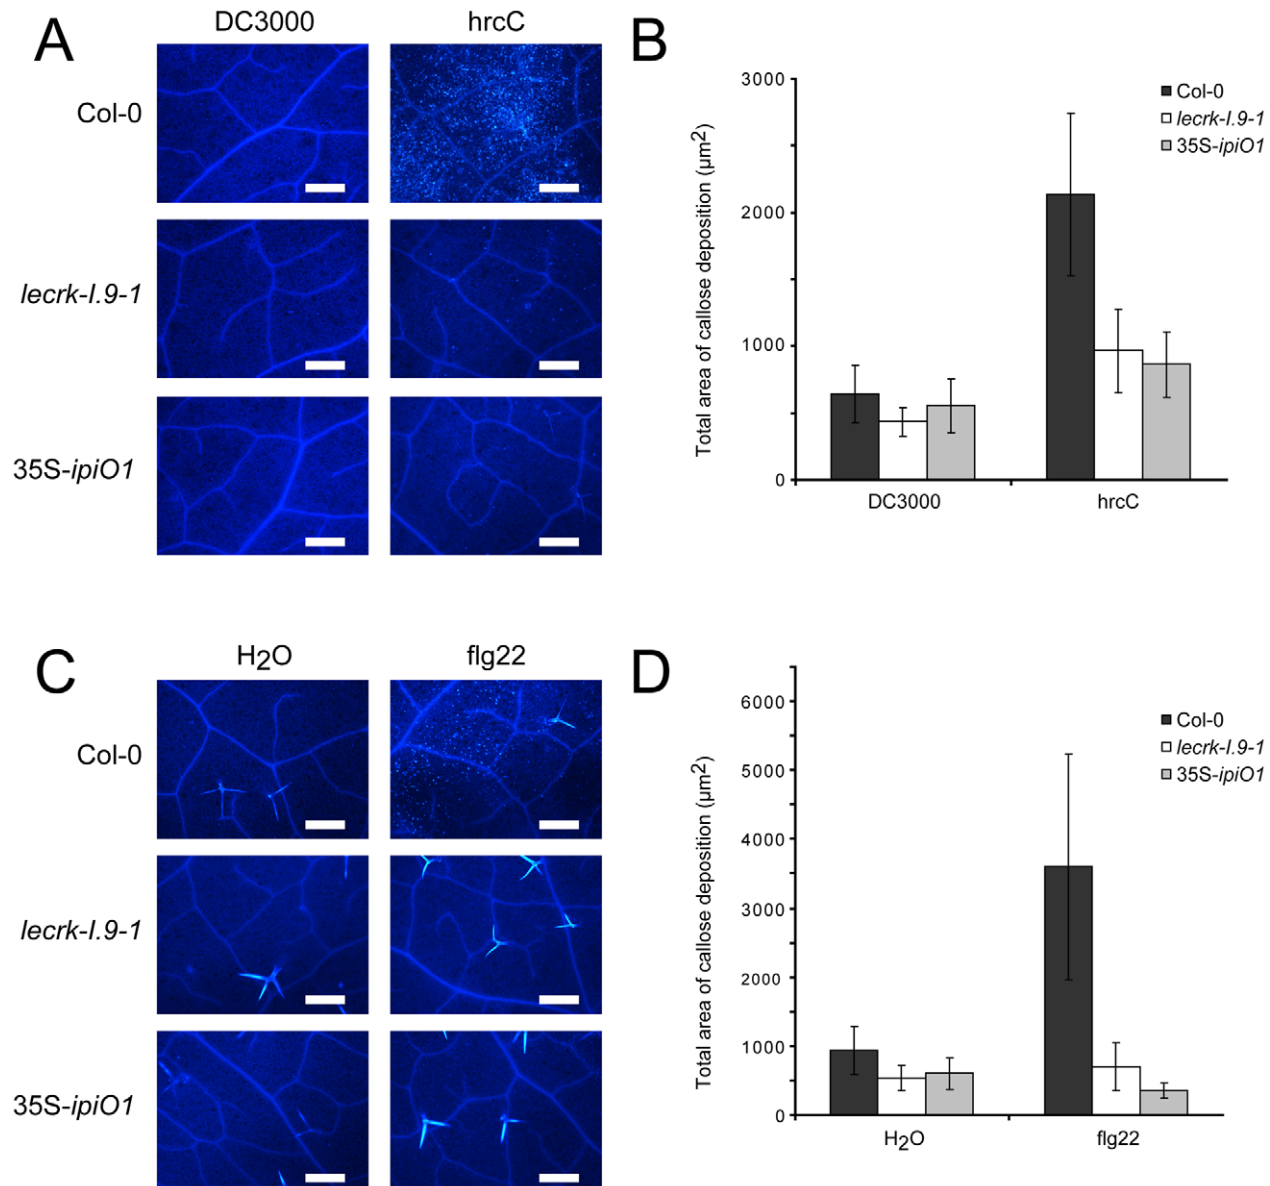 A
DC3000
hrcC
Col-0
lecrk-I.9-1
35S-ipiO1
B
Total area of callose deposition (µm2)
3000
2000
1000
0
DC3000
hrcC
Col-0
lecrk-I.9-1
35S-ipiO1
C
H2O
flg22
Col-0
lecrk-I.9-1
35S-ipiO1
D
Total area of callose deposition (µm2)
6000
5000
4000
3000
2000
1000
0
H2O
flg22
Col-0
lecrk-I.9-1
35S-ipiO1